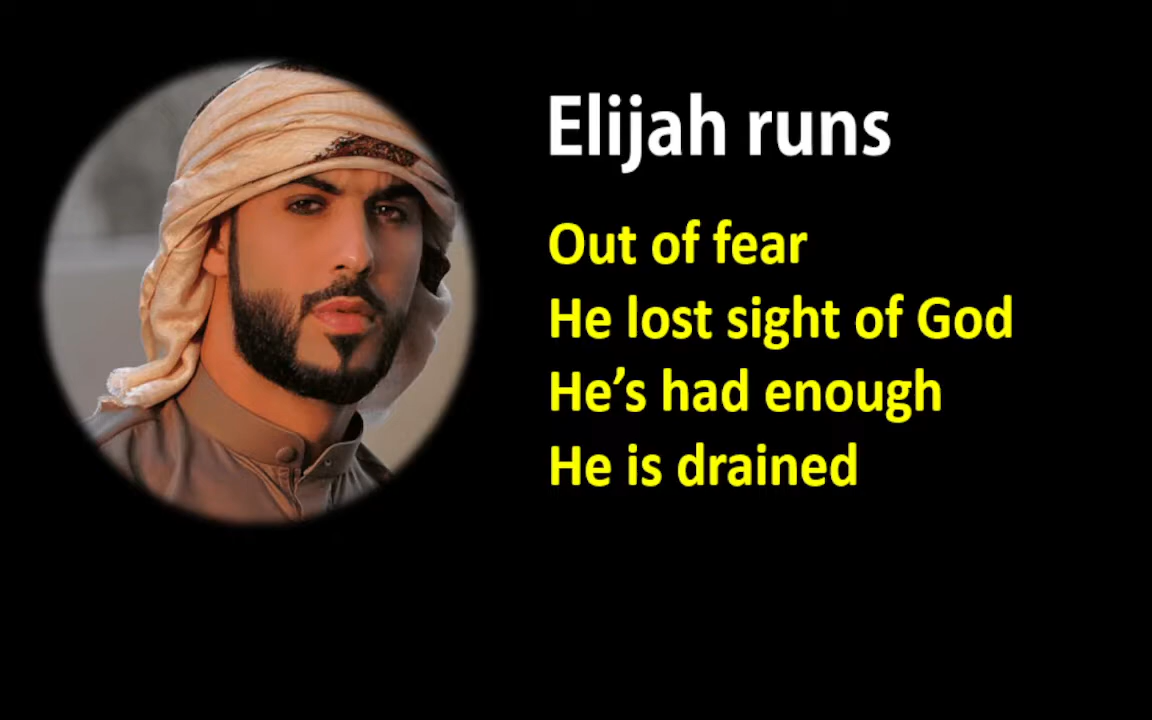 Elijah runs
Out of fear
He lost sight of God
He’s had enough
He is drained